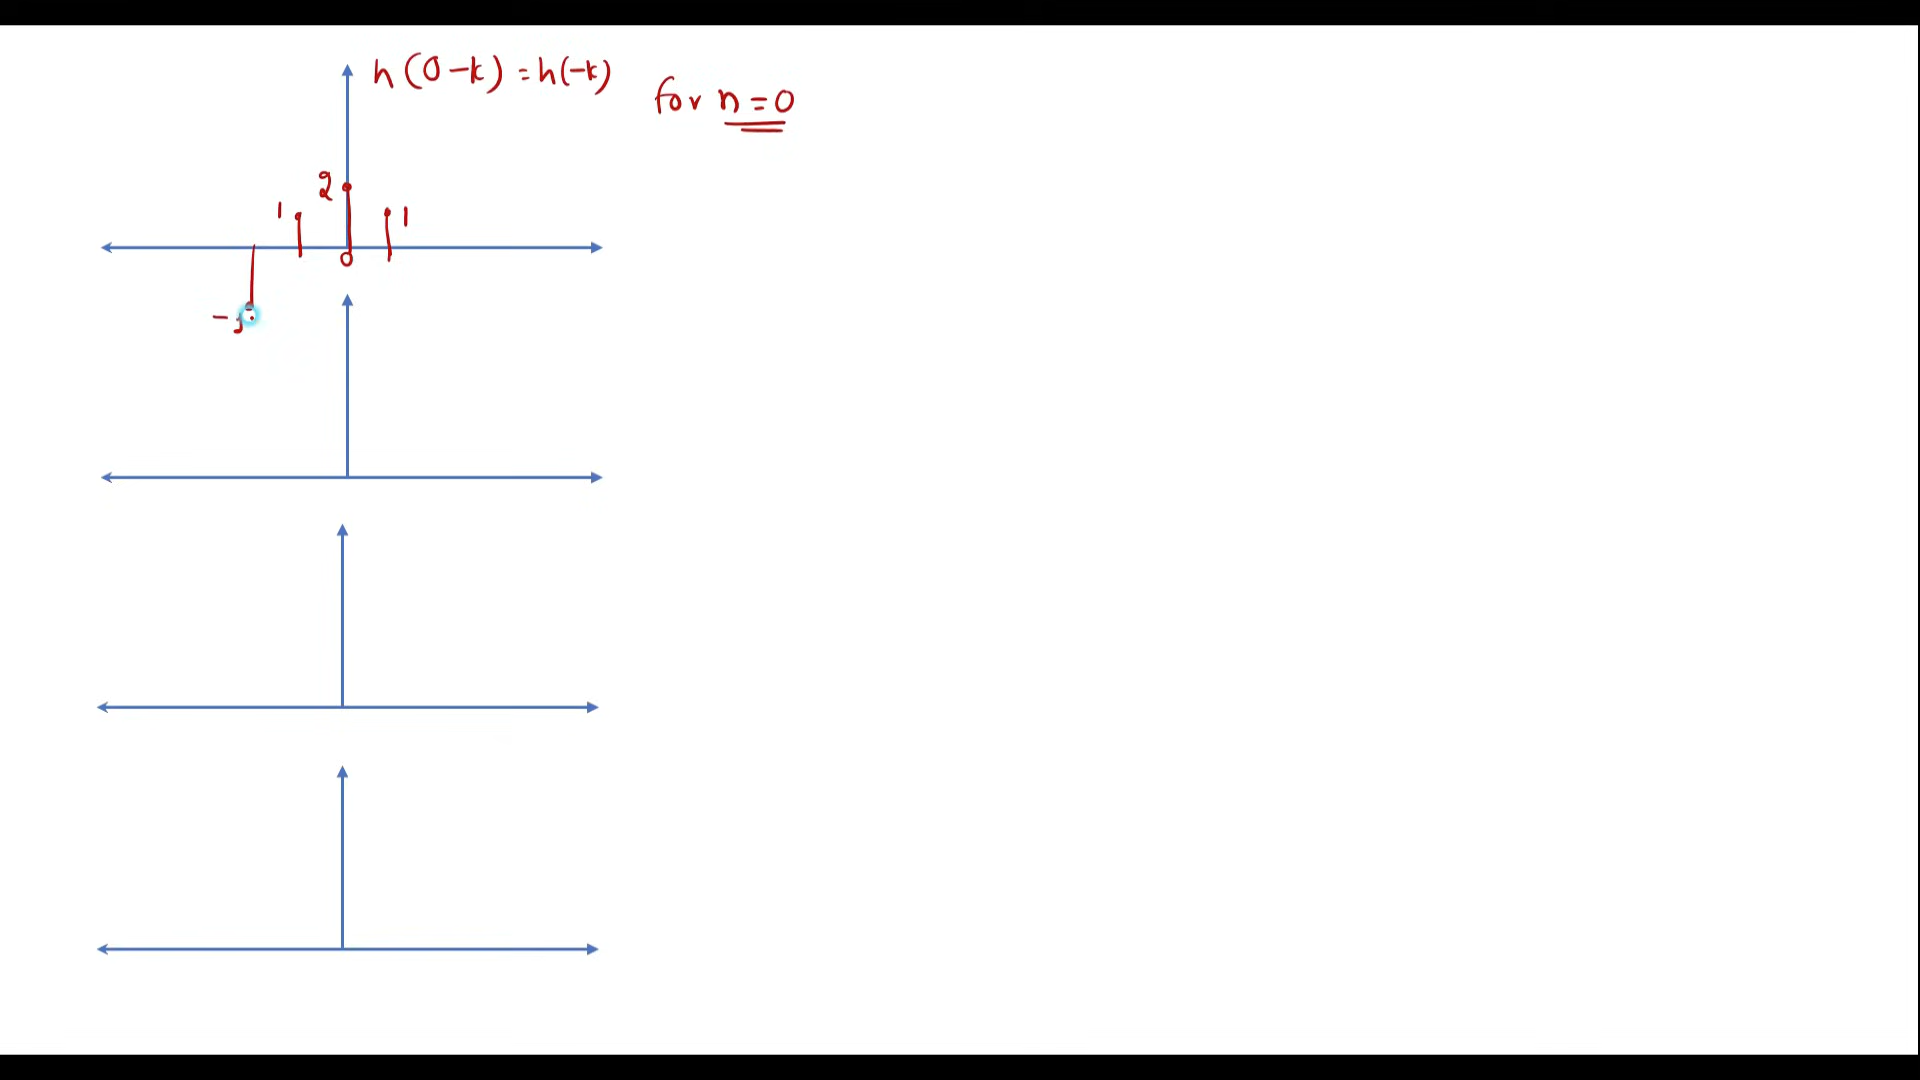 h(0-k) = h(-k)
for n=0
2
1
1
0